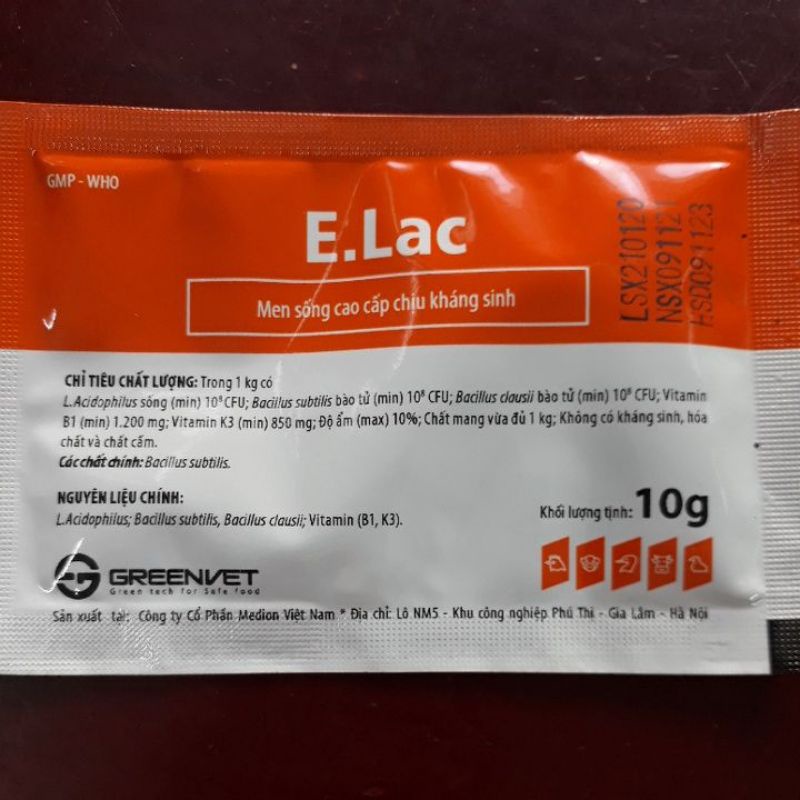 GMP - WHO
E.Lac
Men sống cao cấp chịu kháng sinh
LSX210120
NSX091121
HSD091123
CHỈ TIÊU CHẤT LƯỢNG: Trong 1 kg có
L.Acidophilus sống (min) 10⁸ CFU; Bacillus subtilis bào tử (min) 10⁸ CFU; Bacillus clausii bào tử (min) 10⁸ CFU; Vitamin
B1 (min) 1.200 mg; Vitamin K3 (min) 850 mg; Độ ẩm (max) 10%; Chất mang vừa đủ 1 kg; Không có kháng sinh, hóa
chất và chất cấm.
Các chất chính: Bacillus subtilis.
NGUYÊN LIỆU CHÍNH:
L.Acidophilus; Bacillus subtilis, Bacillus clausii; Vitamin (B1, K3).
Khối lượng tịnh: 10g
GREENVET
Green tech for Safe food
Sản xuất tại: Công ty Cổ Phần Medion Việt Nam * Địa chỉ: Lô NM5 - Khu công nghiệp Phú Thị - Gia Lâm - Hà Nội